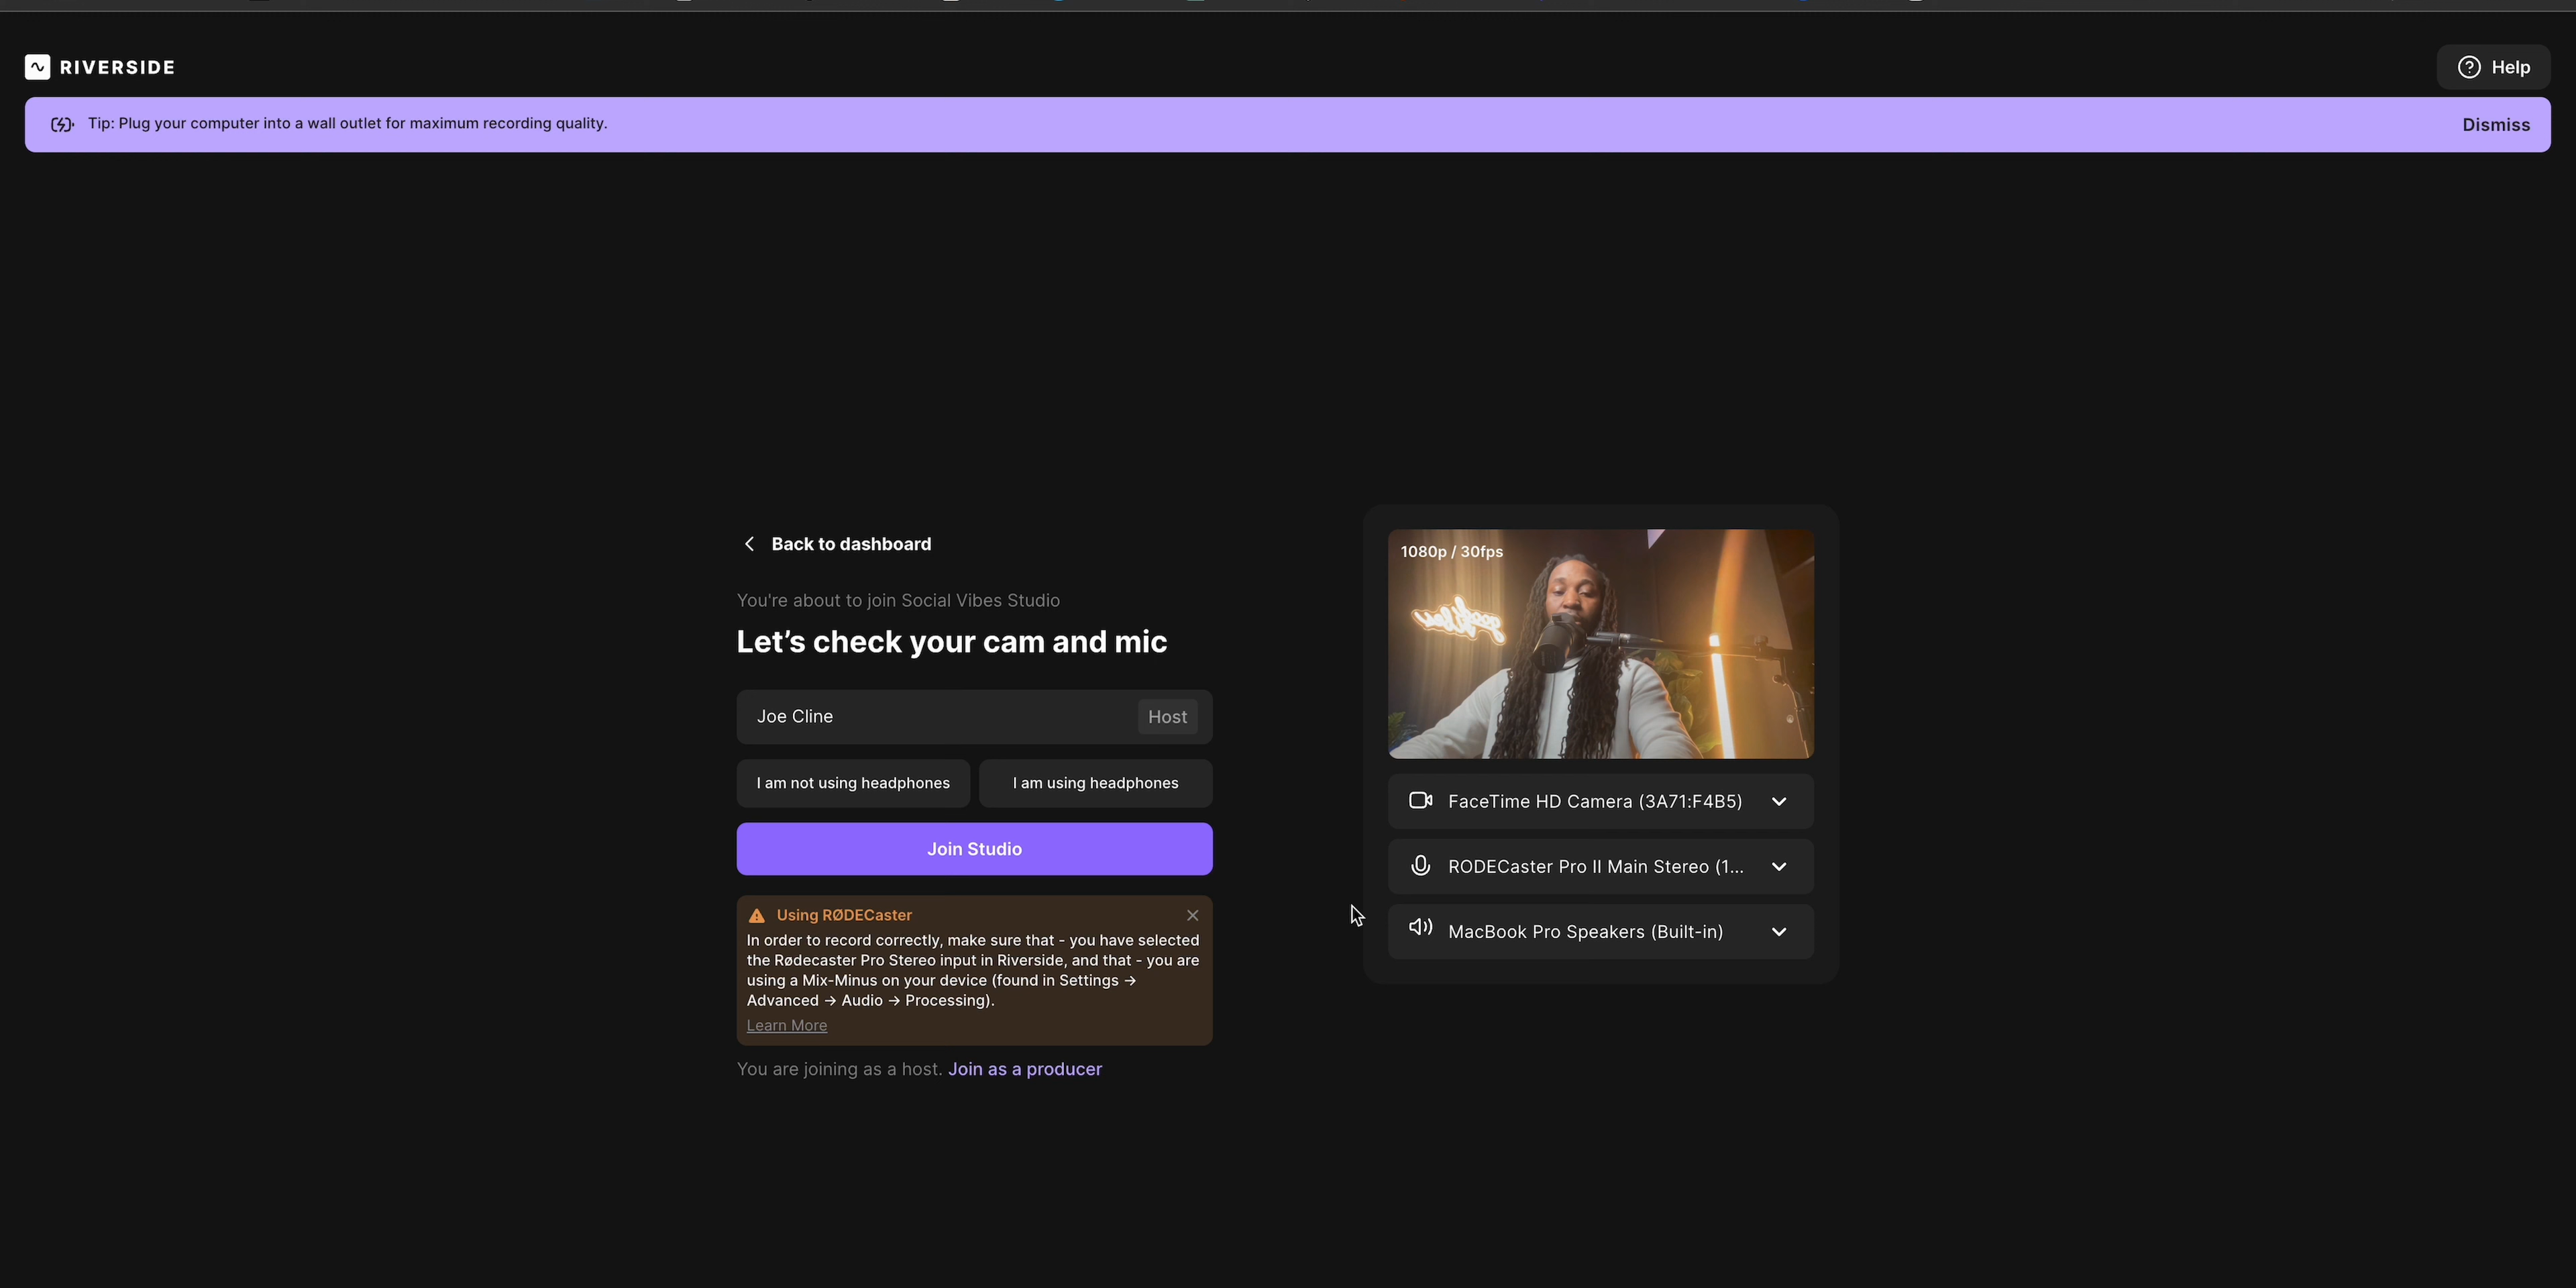 RIVERSIDE
Help
Tip: Plug your computer into a wall outlet for maximum recording quality.
Dismiss
Back to dashboard
You're about to join Social Vibes Studio
Let's check your cam and mic
Joe Cline
Host
I am not using headphones
I am using headphones
Join Studio
Using RØDECaster
In order to record correctly, make sure that - you have selected
the Rødecaster Pro Stereo input in Riverside, and that - you are
using a Mix-Minus on your device (found in Settings →
Advanced → Audio → Processing).
Learn More
You are joining as a host. Join as a producer
1080p / 30fps
FaceTime HD Camera (3A71:F4B5)
RODECaster Pro II Main Stereo (1...
MacBook Pro Speakers (Built-in)